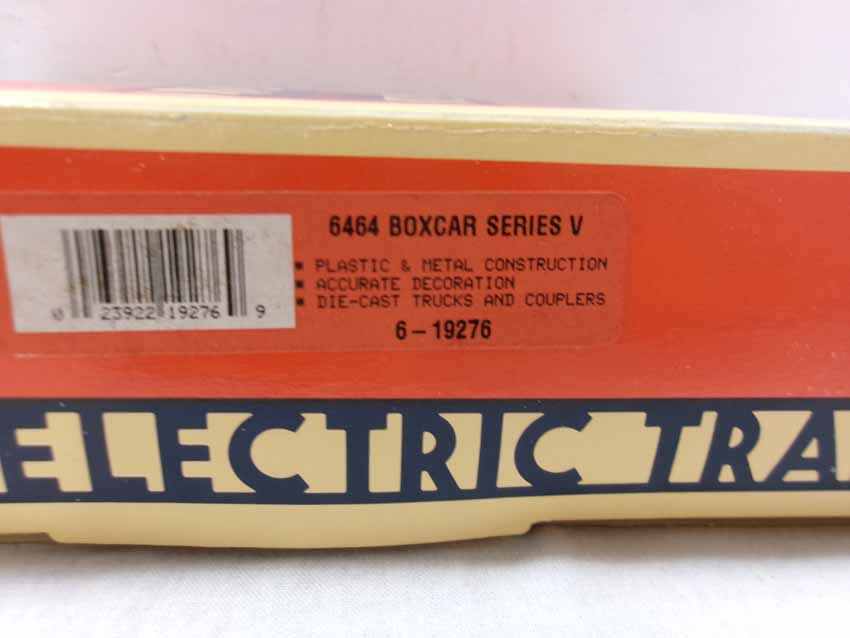 6464 BOXCAR SERIES V
▪ PLASTIC & METAL CONSTRUCTION
▪ ACCURATE DECORATION
▪ DIE-CAST TRUCKS AND COUPLERS
6-19276
0 23922 19276 9
ELECTRIC TRA